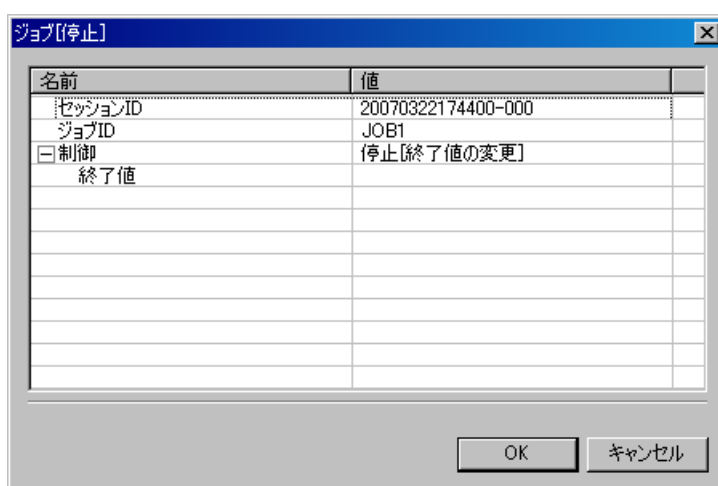 ジョブ[停止]
名前 値
セッションID 20070322174400-000
ジョブID JOB1
制御 停止[終了値の変更]
終了値
OK キャンセル